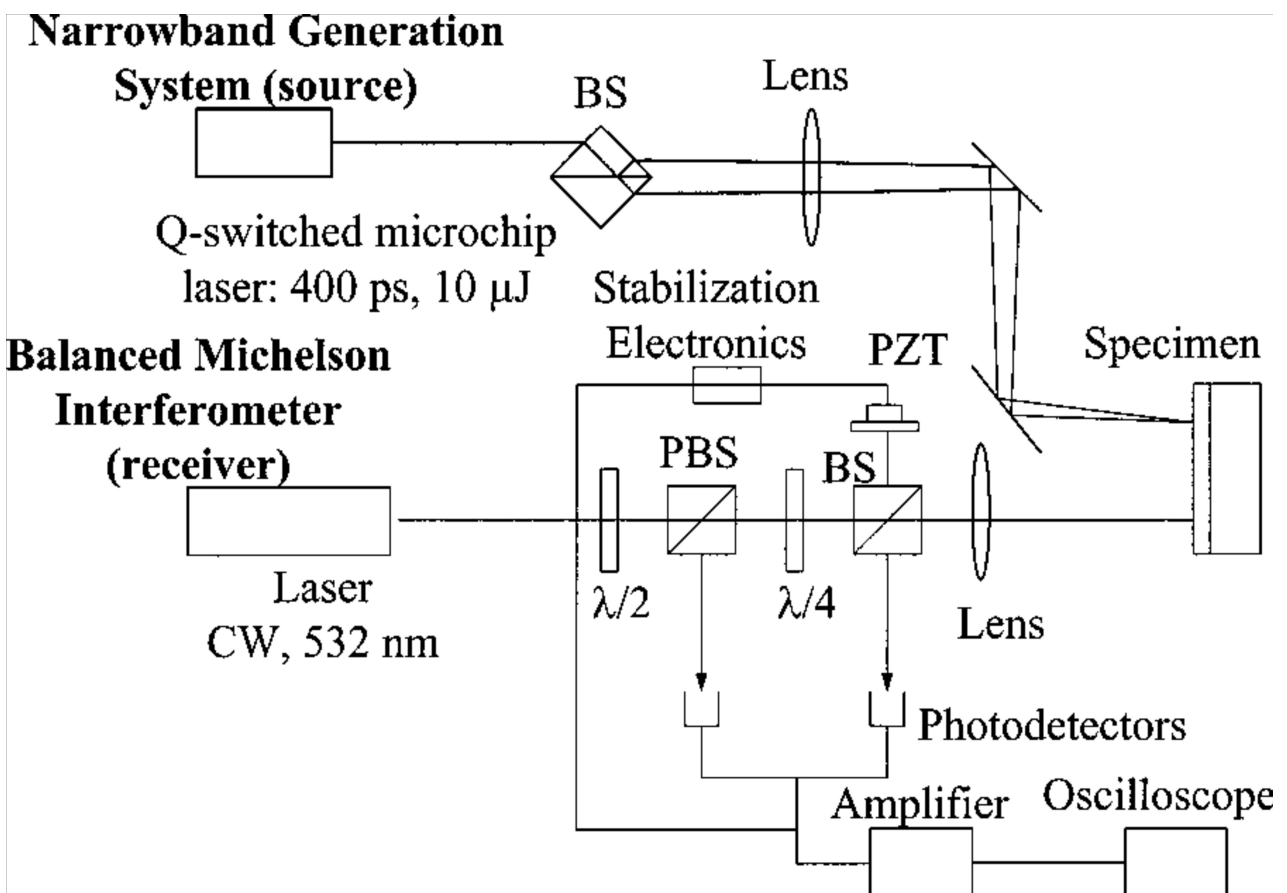 Narrowband Generation
System (source)
BS
Lens
Q-switched microchip
laser: 400 ps, 10 μJ
Stabilization
Electronics
PZT
Specimen
Balanced Michelson
Interferometer
(receiver)
PBS
BS
Laser
CW, 532 nm
λ/2
λ/4
Lens
Photodetectors
Amplifier
Oscilloscope